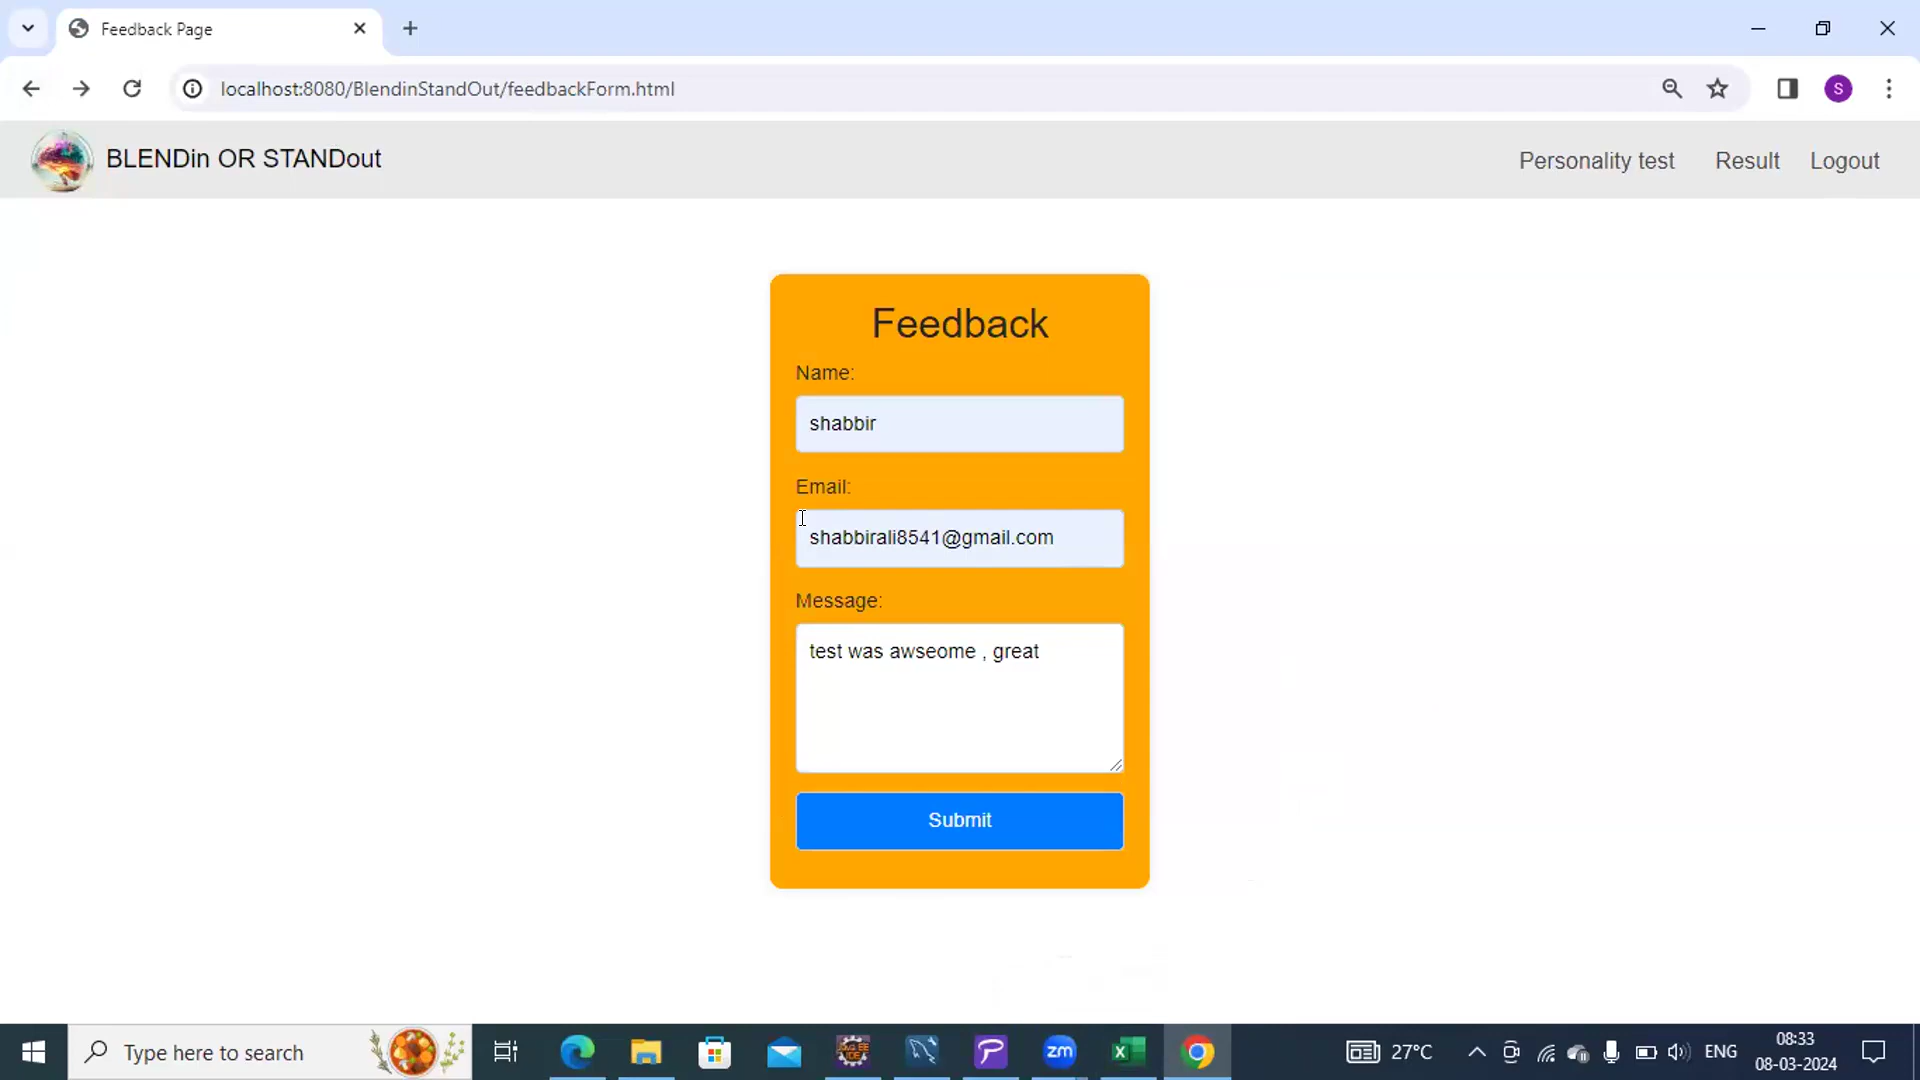 Feedback Page
localhost:8080/BlendinStandOut/feedbackForm.html
S
BLENDin OR STANDout
Personality test
Result
Logout
Feedback
Name:
shabbir
Email:
shabbirali8541@gmail.com
Message:
test was awseome , great
Submit
Type here to search
zm
27°C
ENG
08:33
08-03-2024